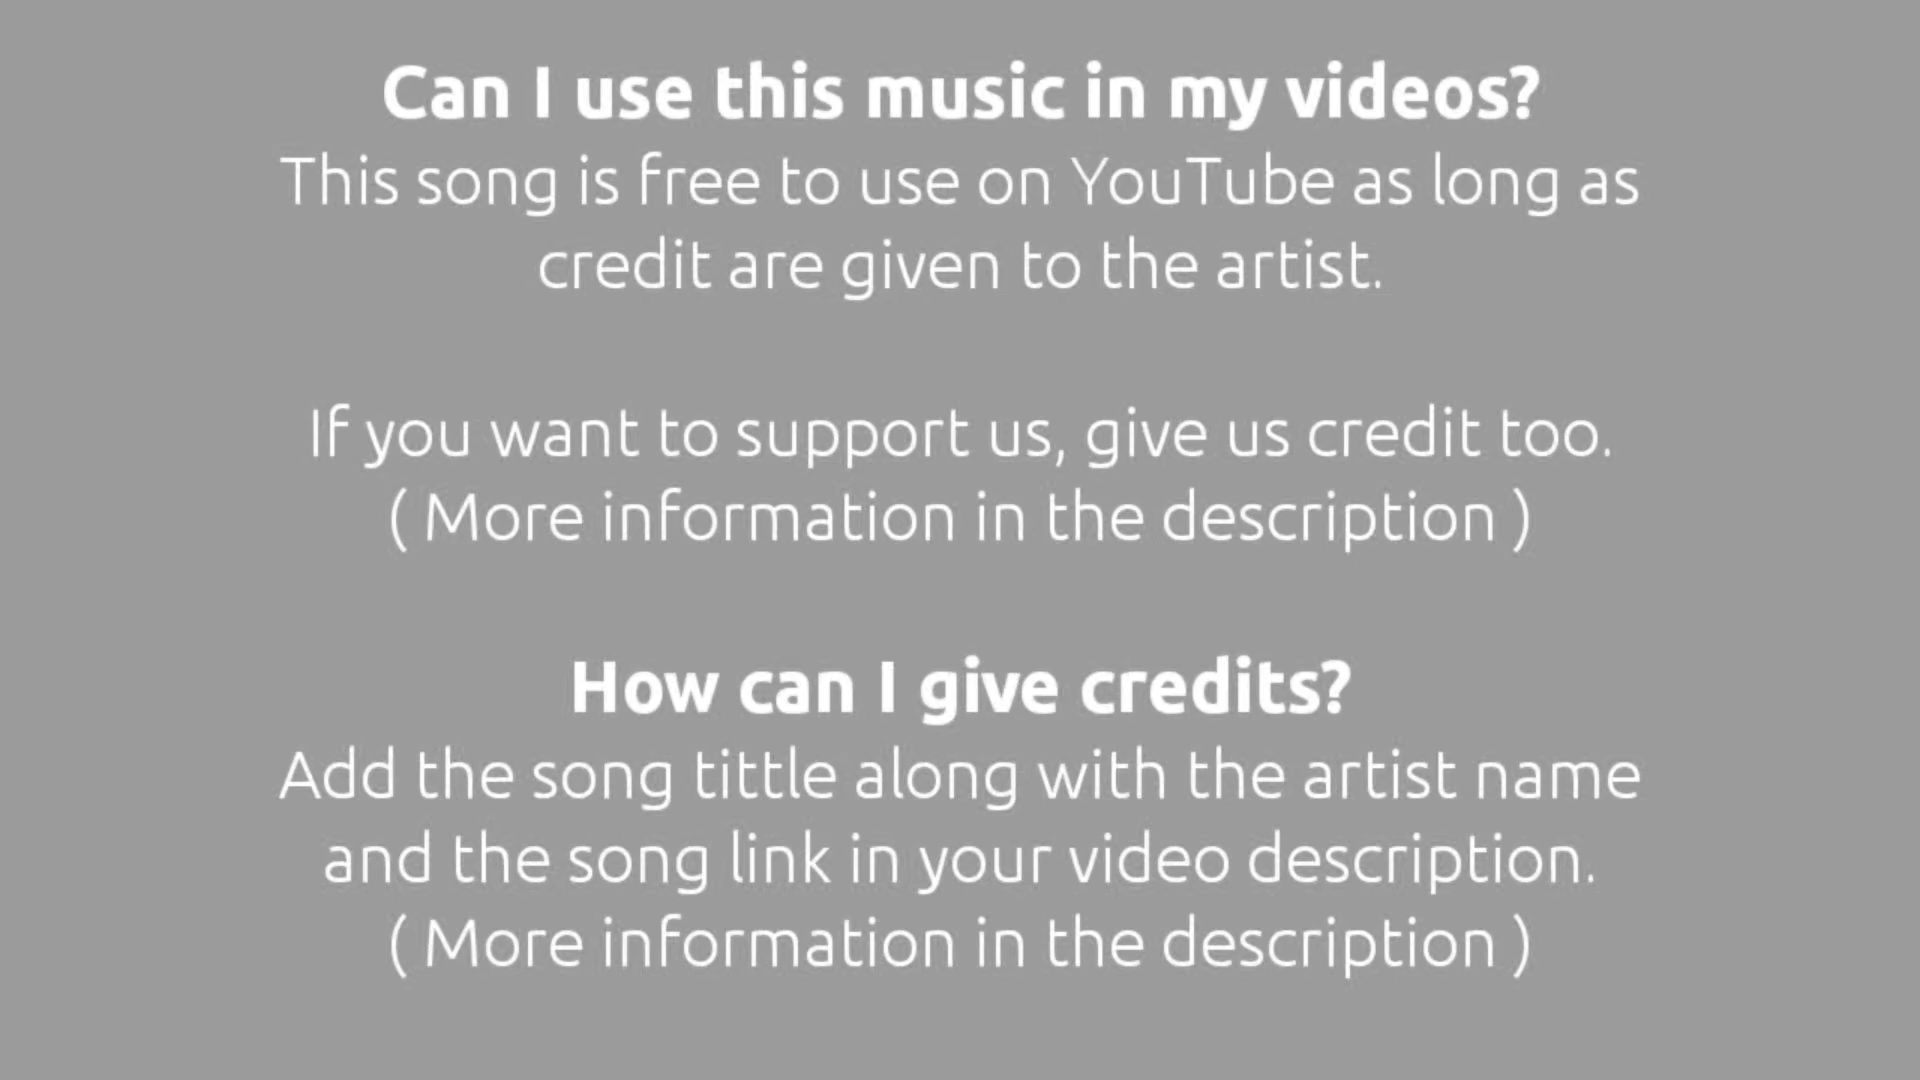 Can I use this music in my videos?
This song is free to use on YouTube as long as
credit are given to the artist.
If you want to support us, give us credit too.
( More information in the description )
How can I give credits?
Add the song tittle along with the artist name
and the song link in your video description.
( More information in the description )